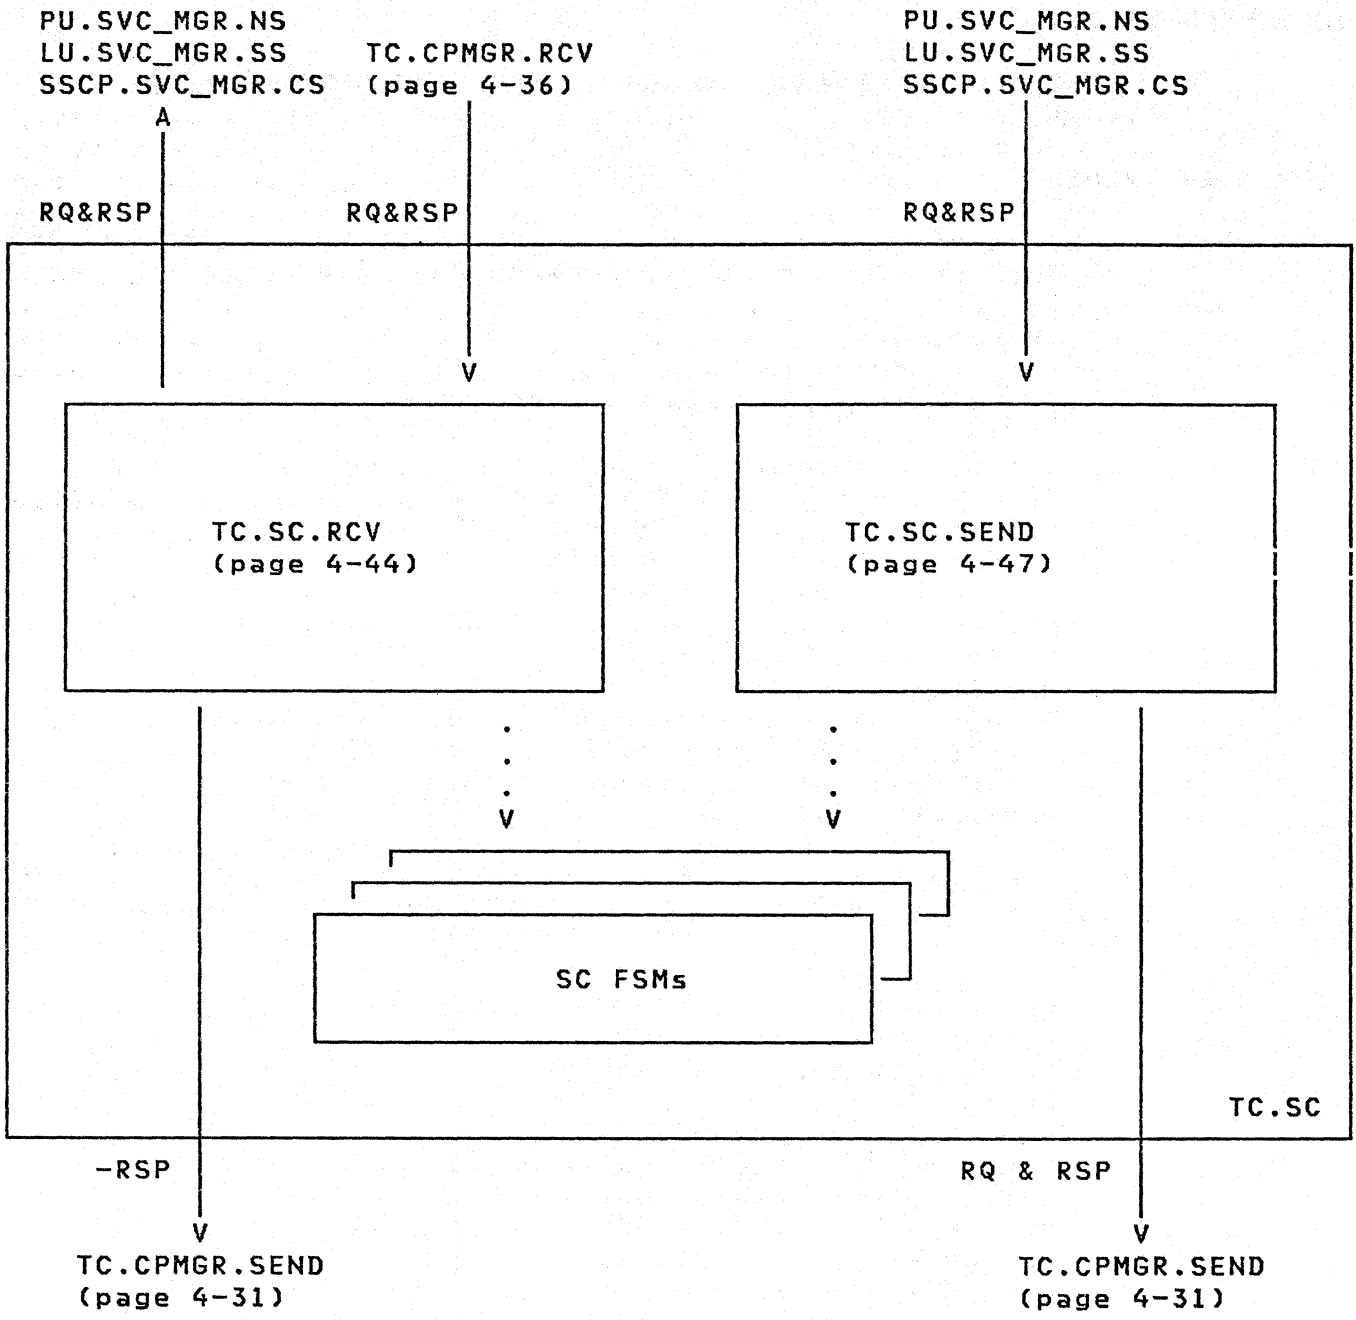 PU.SVC_MGR.NS
LU.SVC_MGR.SS
SSCP.SVC_MGR.CS
TC.CPMGR.RCV
(page 4-36)
PU.SVC_MGR.NS
LU.SVC_MGR.SS
SSCP.SVC_MGR.CS
RQ&RSP
RQ&RSP
RQ&RSP
TC.SC.RCV
(page 4-44)
TC.SC.SEND
(page 4-47)
SC FSMs
TC.SC
-RSP
RQ & RSP
TC.CPMGR.SEND
(page 4-31)
TC.CPMGR.SEND
(page 4-31)